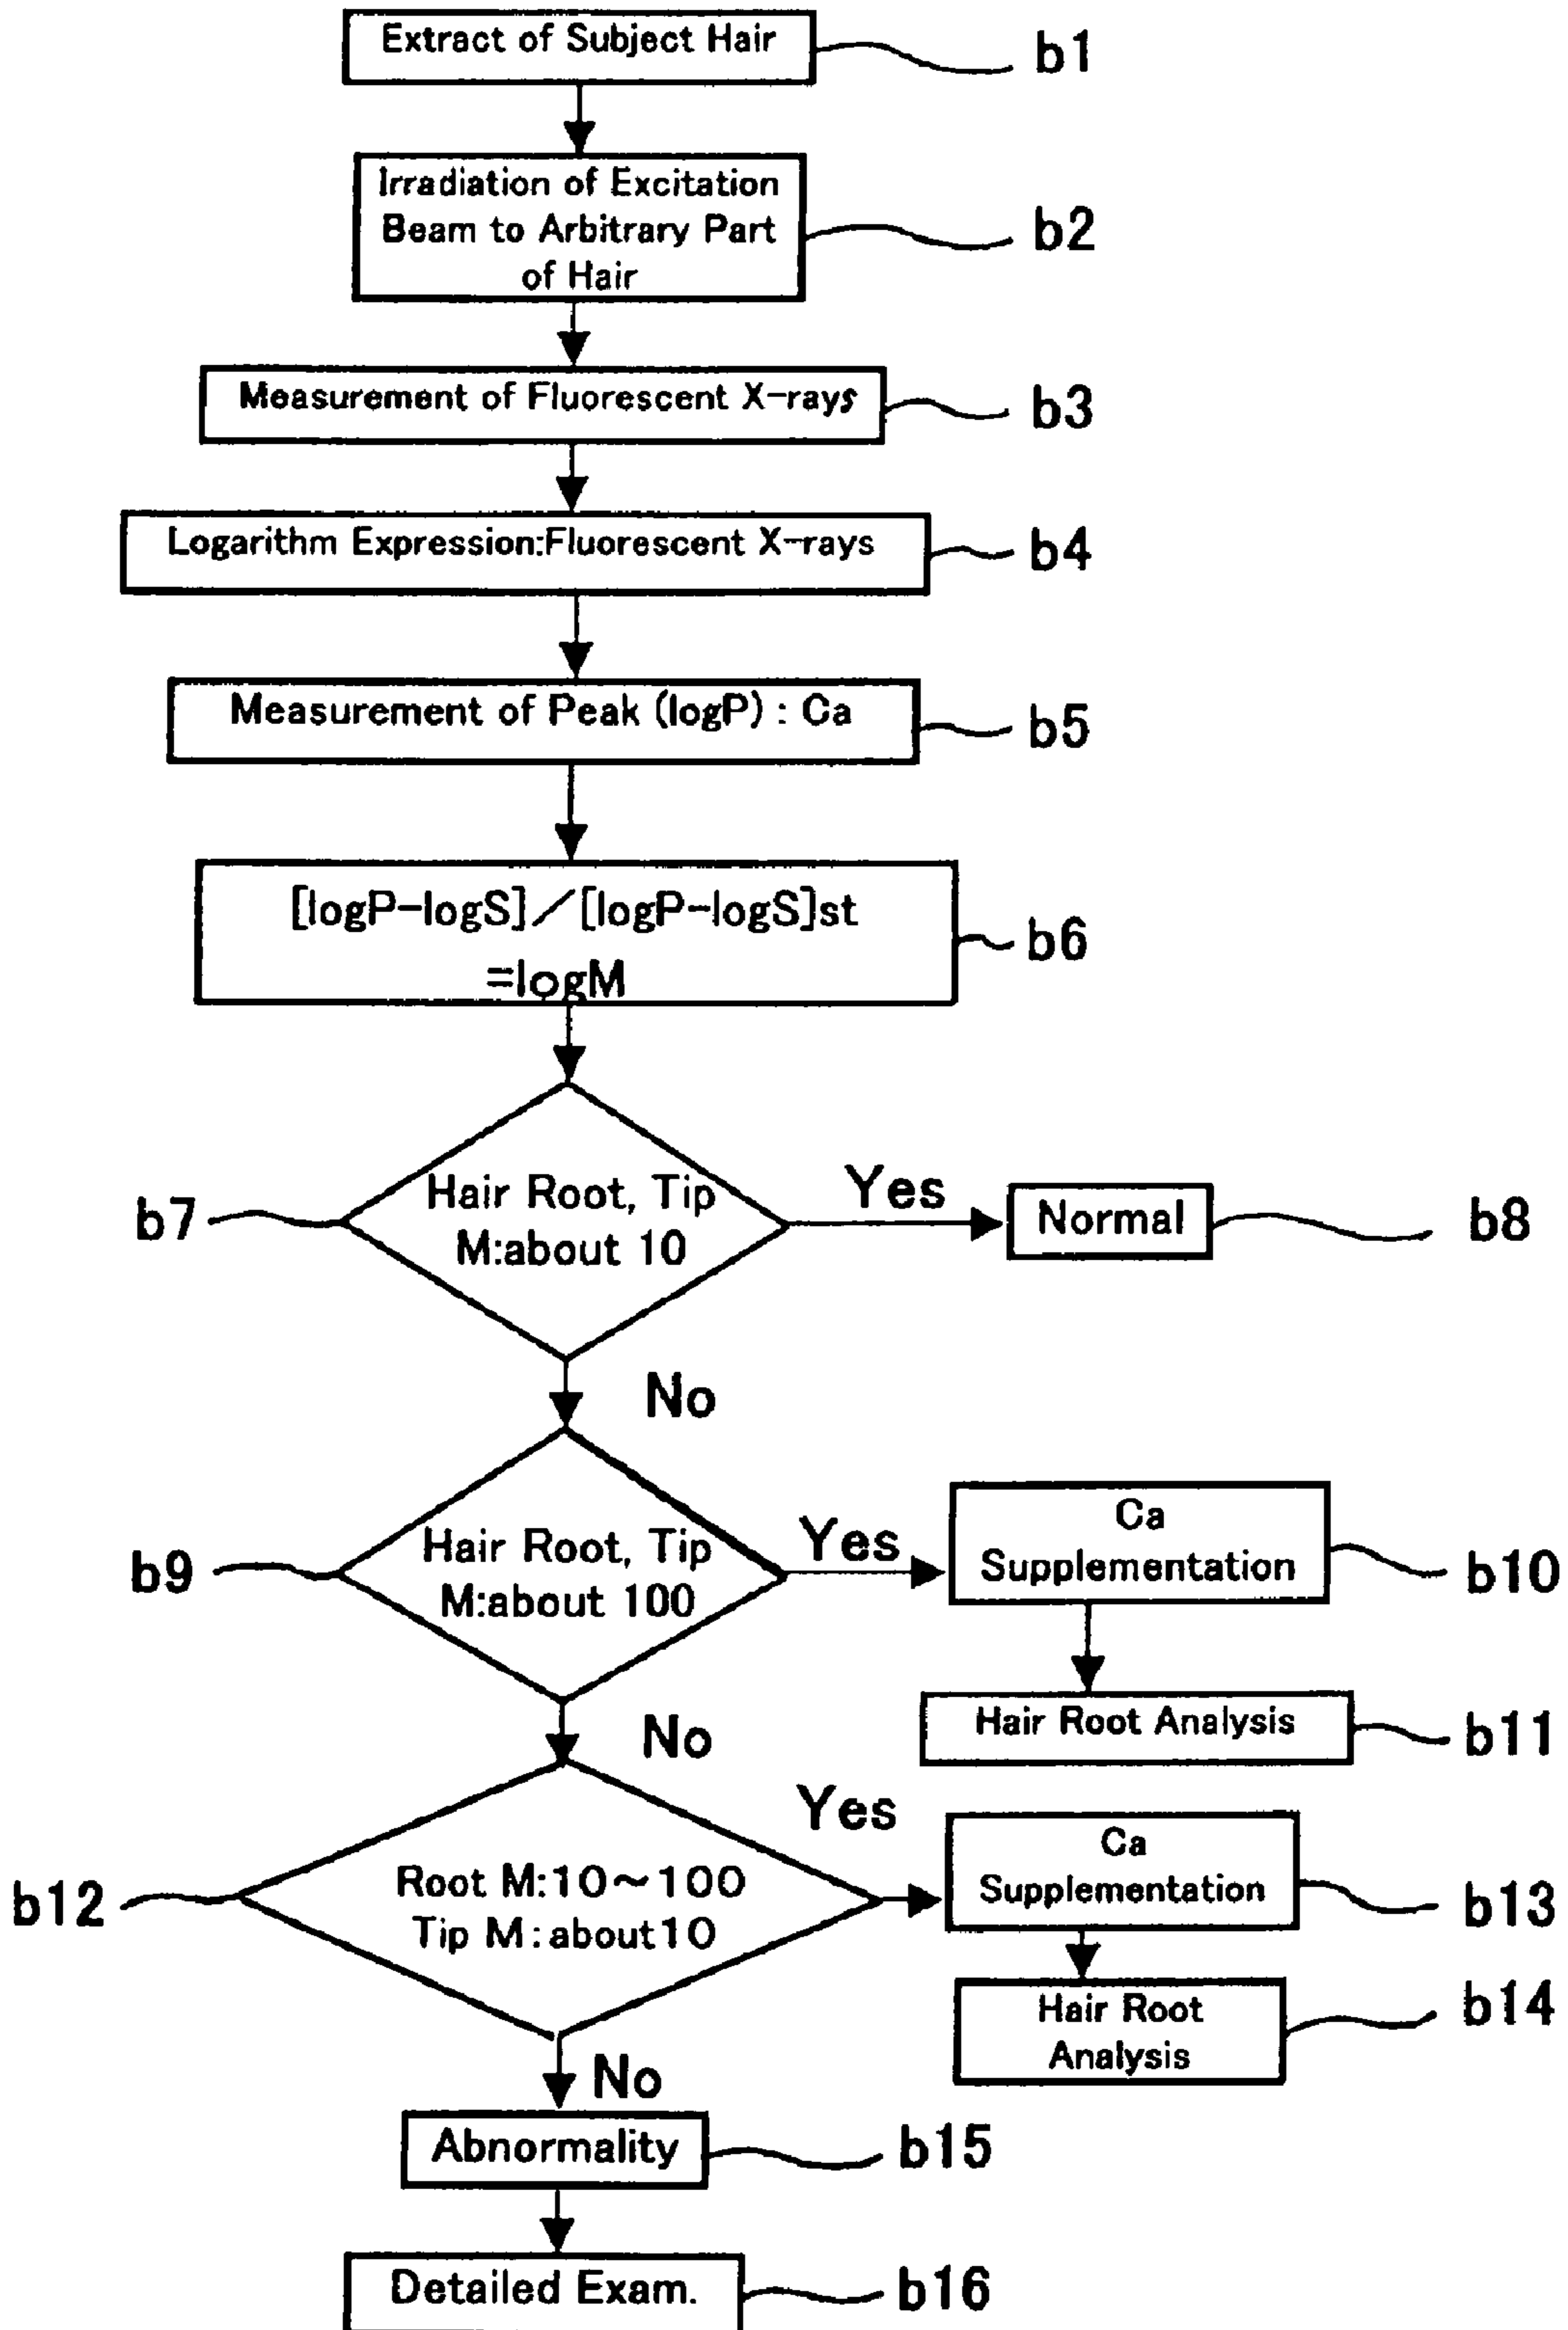 Extract of Subject Hair
b1
Irradiation of Excitation
Beam to Arbitrary Part
of Hair
b2
Measurement of Fluorescent X-rays
b3
Logarithm Expression:Fluorescent X-rays
b4
Measurement of Peak (logP) : Ca
b5
[logP-logS]/[logP-logS]st
=logM
b6
Hair Root, Tip
M:about 10
b7
Yes
Normal
b8
No
Hair Root, Tip
M:about 100
b9
Yes
Ca
Supplementation
b10
Hair Root Analysis
b11
No
Root M:10~100
Tip M:about10
b12
Yes
Ca
Supplementation
b13
Hair Root
Analysis
b14
No
Abnormality
b15
Detailed Exam.
b16